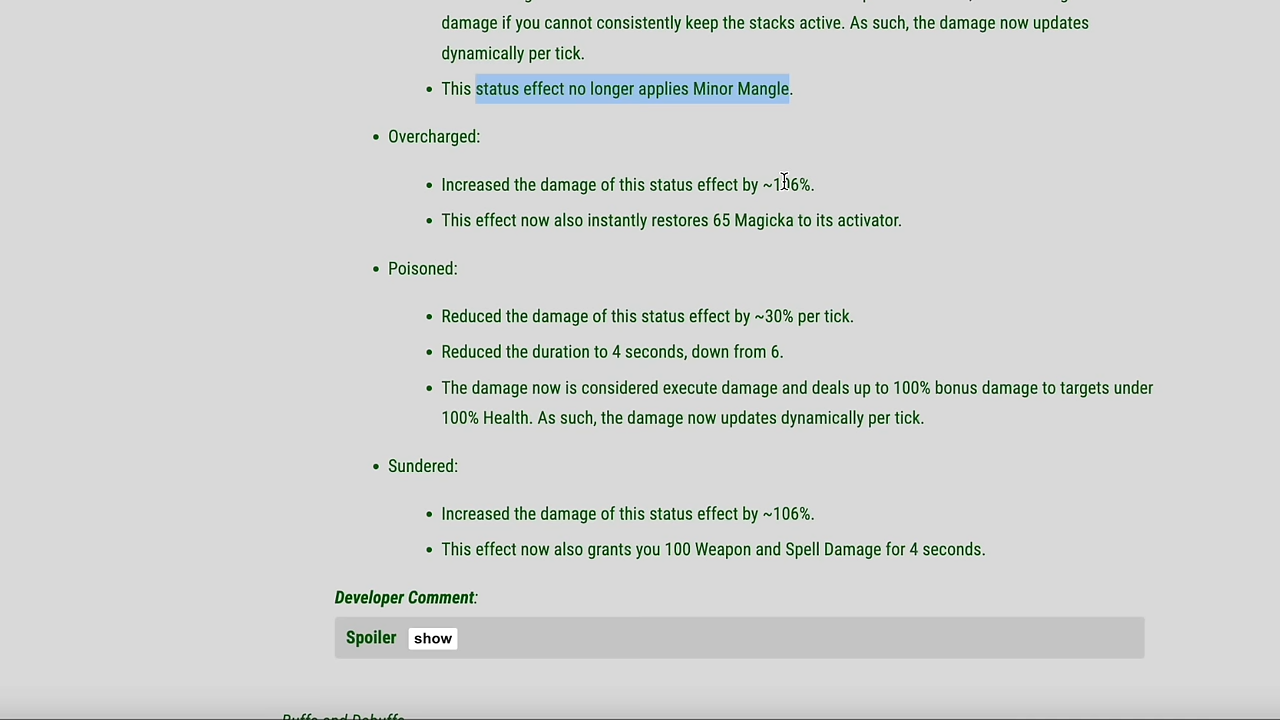 damage if you cannot consistently keep the stacks active. As such, the damage now updates
dynamically per tick.
This status effect no longer applies Minor Mangle.
Overcharged:
Increased the damage of this status effect by ~106%.
This effect now also instantly restores 65 Magicka to its activator.
Poisoned:
Reduced the damage of this status effect by ~30% per tick.
Reduced the duration to 4 seconds, down from 6.
The damage now is considered execute damage and deals up to 100% bonus damage to targets under
100% Health. As such, the damage now updates dynamically per tick.
Sundered:
Increased the damage of this status effect by ~106%.
This effect now also grants you 100 Weapon and Spell Damage for 4 seconds.
Developer Comment:
Spoiler show
Buffs and Debuffs